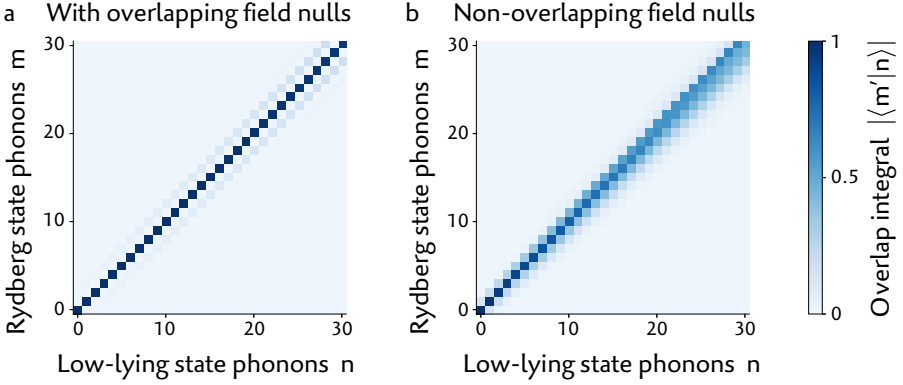 a With overlapping field nulls
Rydberg state phonons m
30
20
10
0
0 10 20 30
Low-lying state phonons n
b Non-overlapping field nulls
Rydberg state phonons m
30
20
10
0
0 10 20 30
Low-lying state phonons n
1
0.5
0
Overlap integral |⟨m′|n⟩|